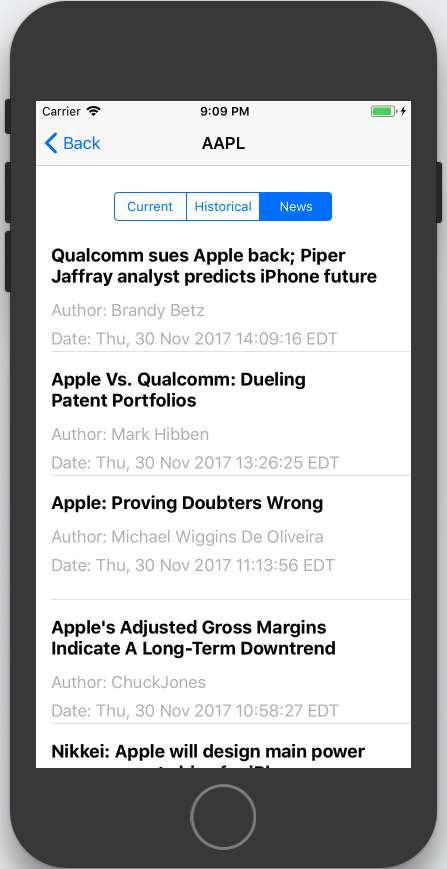 Carrier 9:09 PM
Back AAPL
Current Historical News
Qualcomm sues Apple back; Piper
Jaffray analyst predicts iPhone future
Author: Brandy Betz
Date: Thu, 30 Nov 2017 14:09:16 EDT
Apple Vs. Qualcomm: Dueling
Patent Portfolios
Author: Mark Hibben
Date: Thu, 30 Nov 2017 13:26:25 EDT
Apple: Proving Doubters Wrong
Author: Michael Wiggins De Oliveira
Date: Thu, 30 Nov 2017 11:13:56 EDT
Apple's Adjusted Gross Margins
Indicate A Long-Term Downtrend
Author: ChuckJones
Date: Thu, 30 Nov 2017 10:58:27 EDT
Nikkei: Apple will design main power